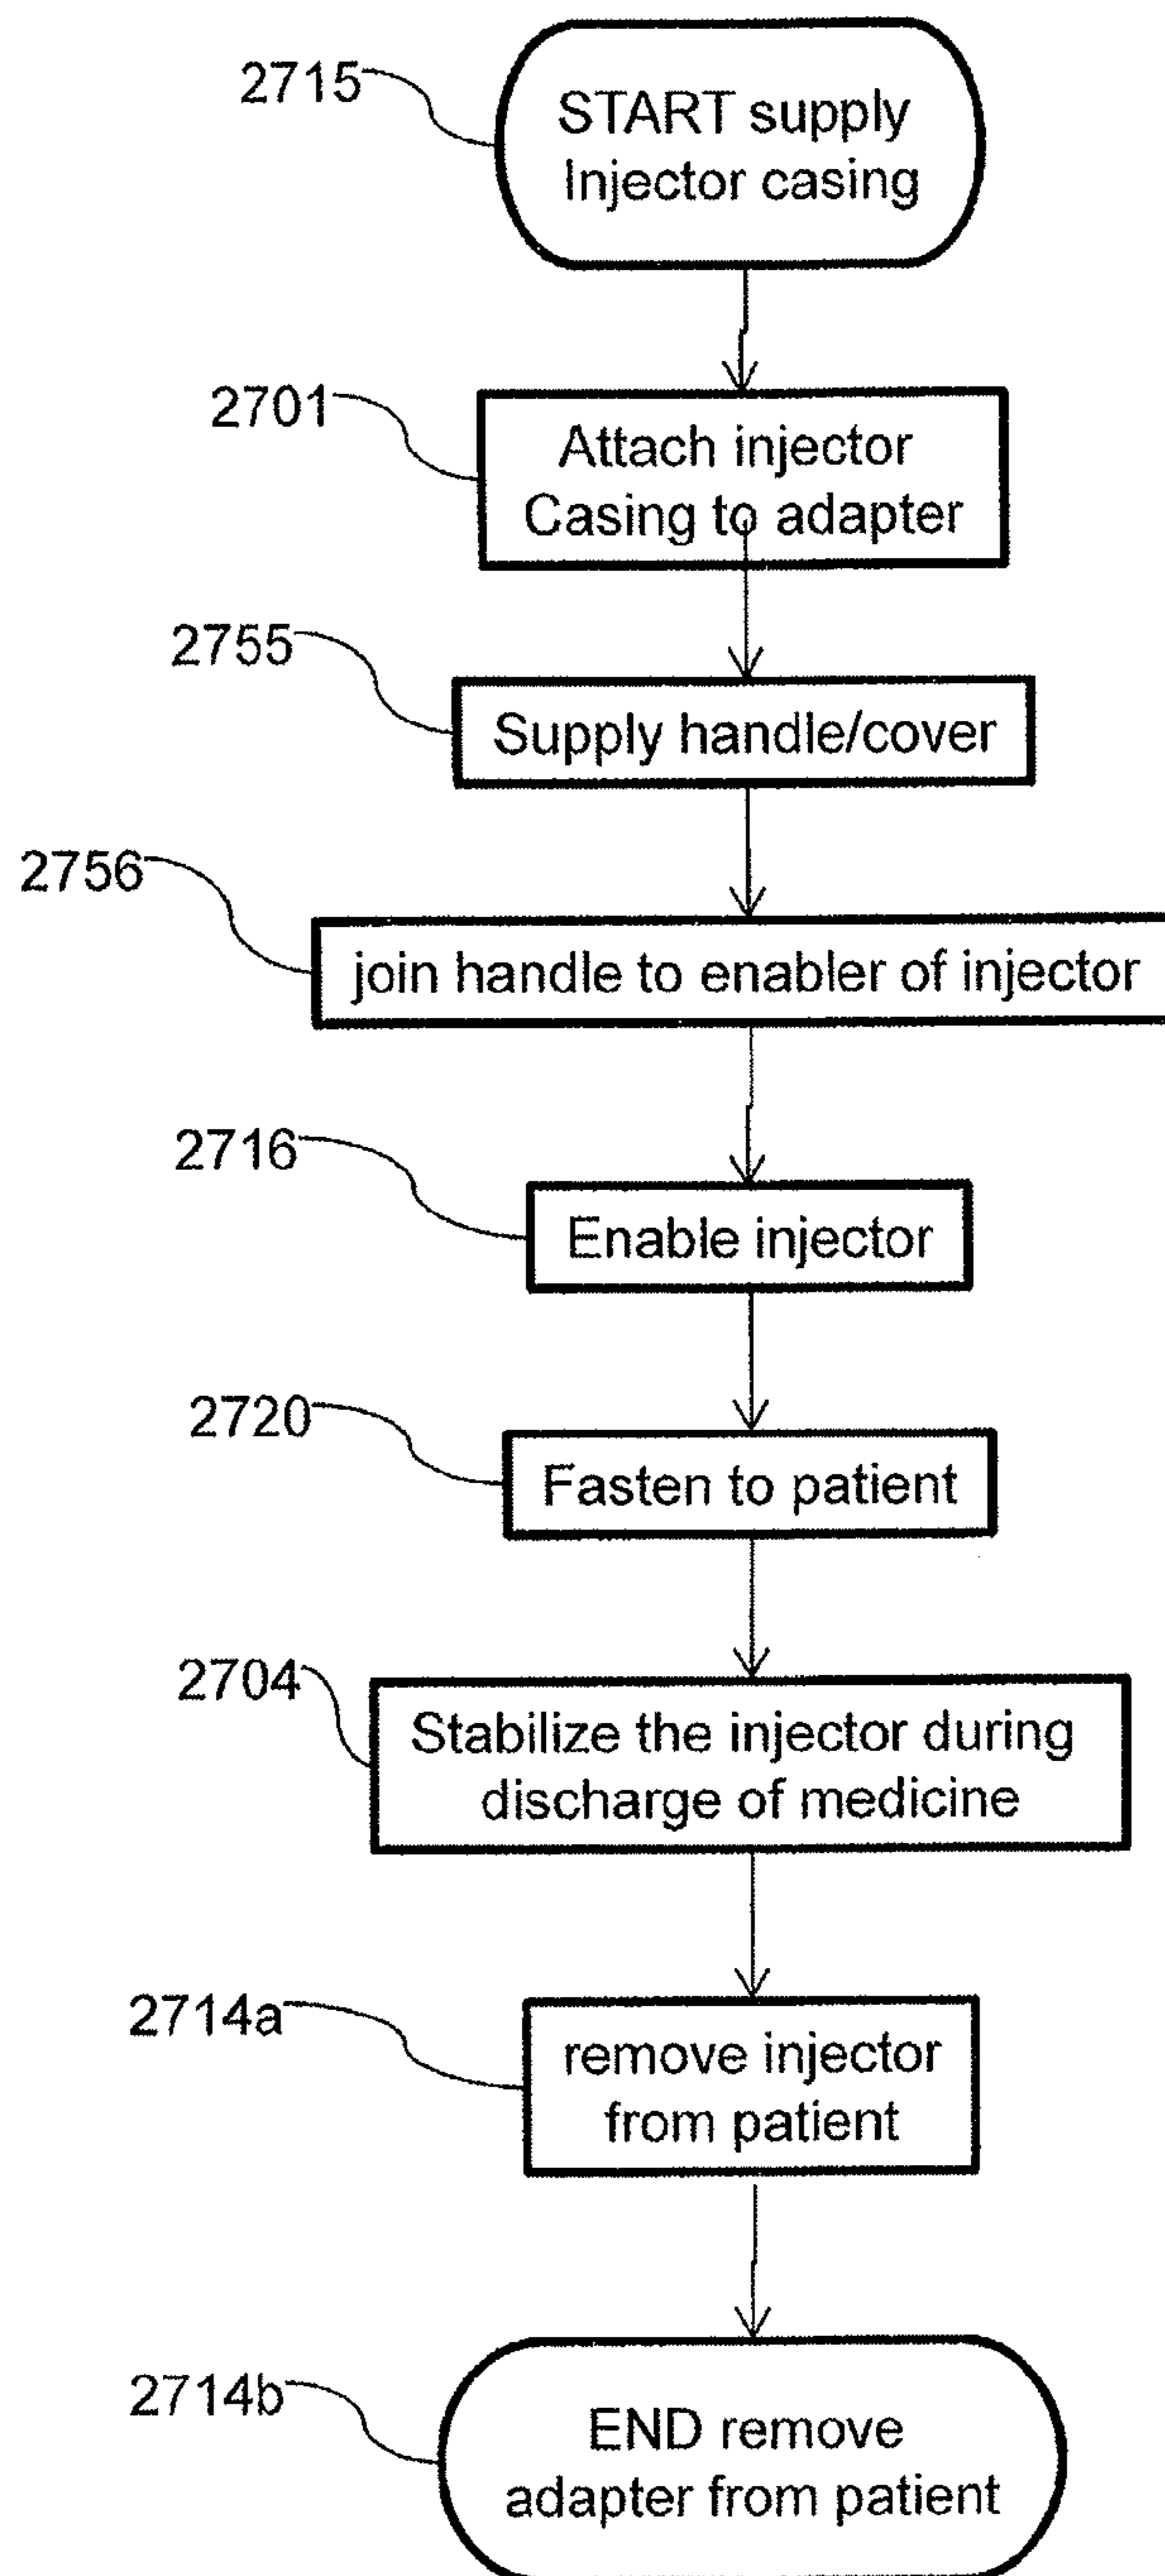 2715
START supply
Injector casing
2701
Attach injector
Casing to adapter
2755
Supply handle/cover
2756
join handle to enabler of injector
2716
Enable injector
2720
Fasten to patient
2704
Stabilize the injector during
discharge of medicine
2714a
remove injector
from patient
2714b
END remove
adapter from patient